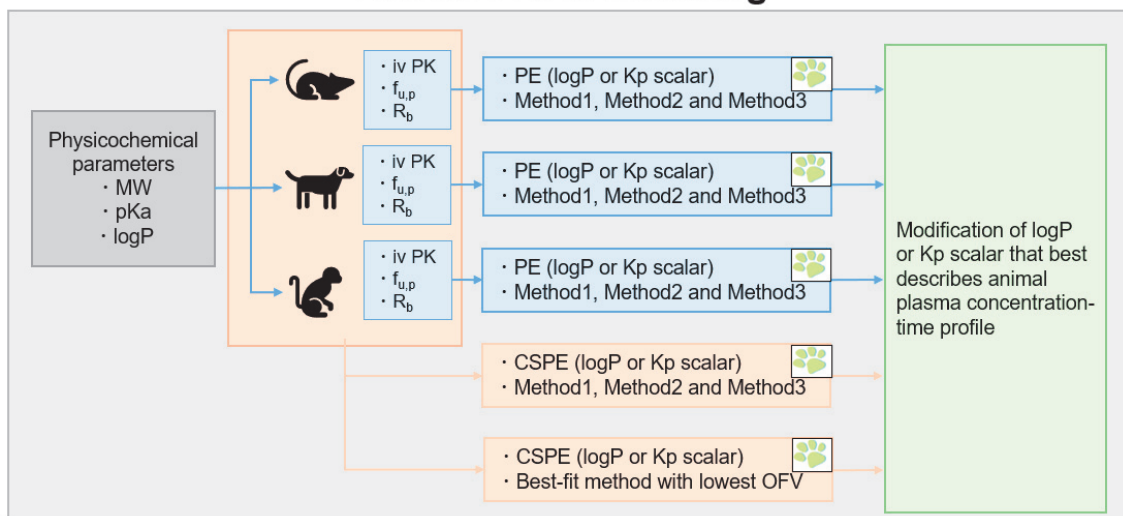 Physicochemical
parameters
・MW
・pKa
・logP
・iv PK
・fu,p
・Rb
・PE (logP or Kp scalar)
・Method1, Method2 and Method3
・iv PK
・fu,p
・Rb
・PE (logP or Kp scalar)
・Method1, Method2 and Method3
・iv PK
・fu,p
・Rb
・PE (logP or Kp scalar)
・Method1, Method2 and Method3
・CSPE (logP or Kp scalar)
・Method1, Method2 and Method3
・CSPE (logP or Kp scalar)
・Best-fit method with lowest OFV
Modification of logP
or Kp scalar that best
describes animal
plasma concentration-
time profile